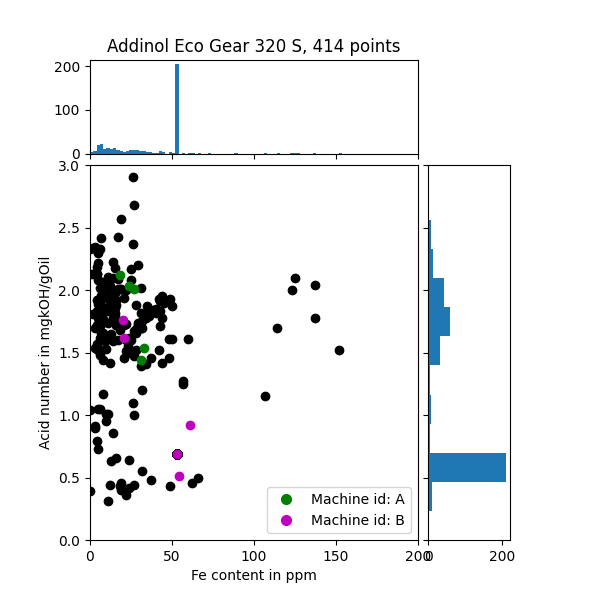 Addinol Eco Gear 320 S, 414 points
200
100
0
3.0
2.5
2.0
1.5
1.0
0.5
0.0
Acid number in mgkOH/gOil
Machine id: A
Machine id: B
0 50 100 150 200 0 200
Fe content in ppm